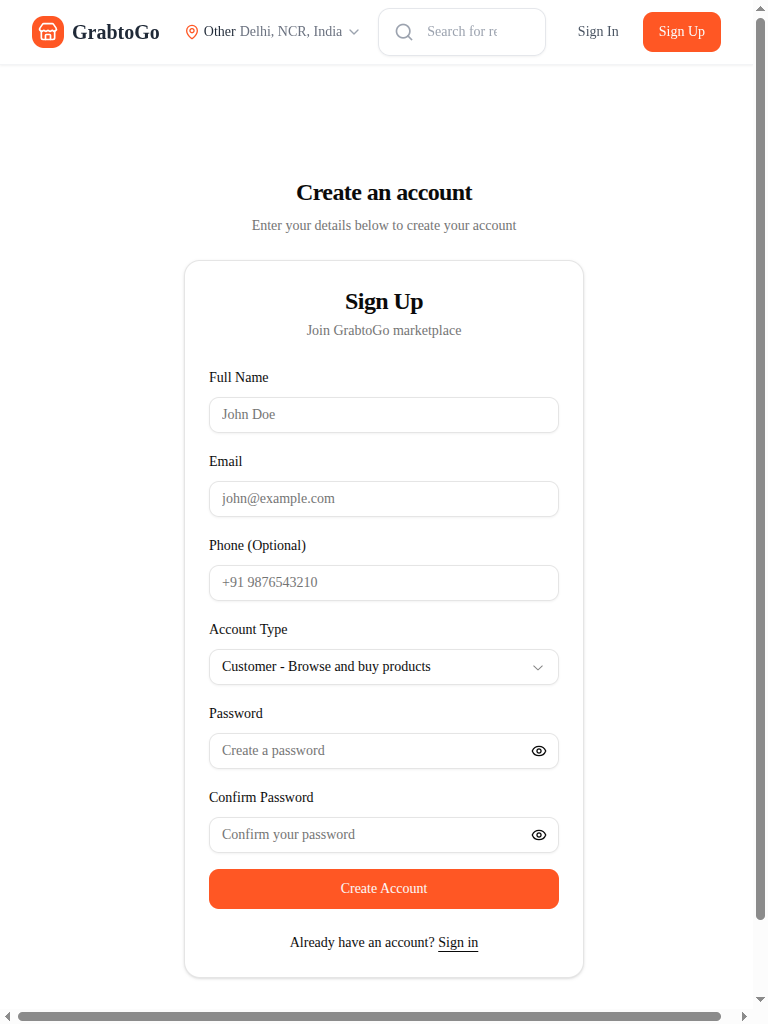 GrabtoGo
Other Delhi, NCR, India
Search for re
Sign In
Sign Up
Create an account
Enter your details below to create your account
Sign Up
Join GrabtoGo marketplace
Full Name
John Doe
Email
john@example.com
Phone (Optional)
+91 9876543210
Account Type
Customer - Browse and buy products
Password
Create a password
Confirm Password
Confirm your password
Create Account
Already have an account? Sign in